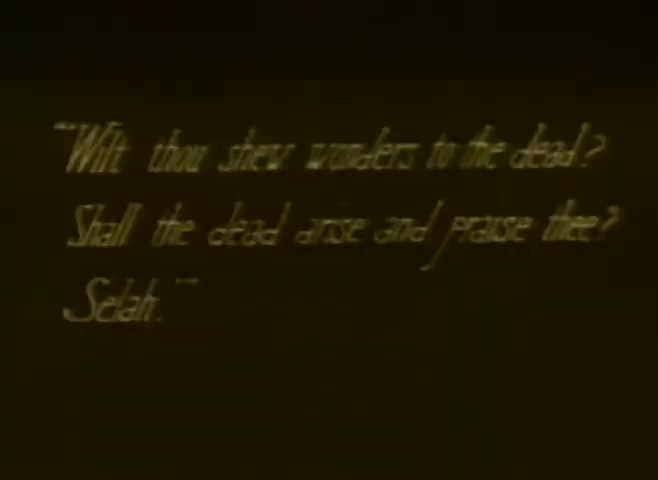 "'Wilt thou shew wonders to the dead?
Shall the dead arise and praise thee?
Selah.'"